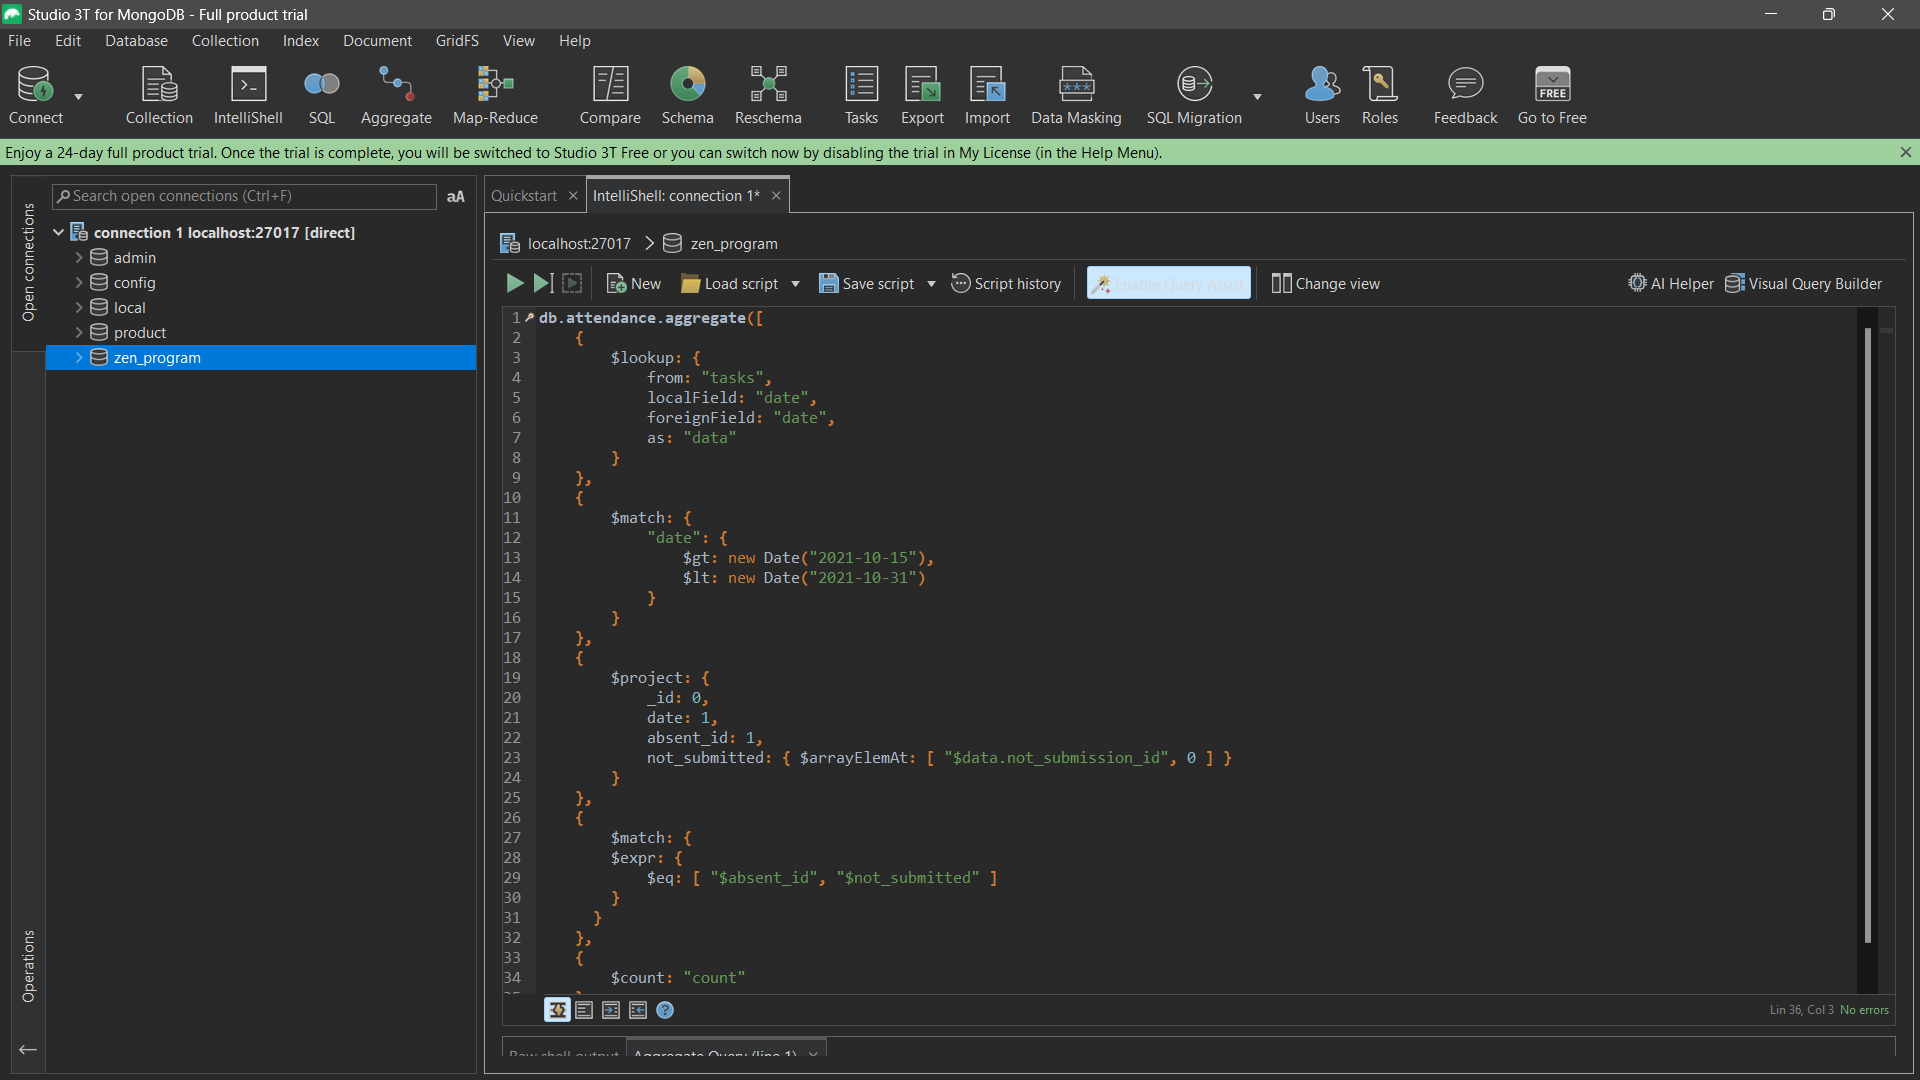 Studio 3T for MongoDB - Full product trial
File Edit Database Collection Index Document GridFS View Help
Connect Collection IntelliShell SQL Aggregate Map-Reduce Compare Schema Reschema Tasks Export Import Data Masking SQL Migration Users Roles Feedback FREE Go to Free
Enjoy a 24-day full product trial. Once the trial is complete, you will be switched to Studio 3T Free or you can switch now by disabling the trial in My License (in the Help Menu).
Open connections
Search open connections (Ctrl+F) aA
connection 1 localhost:27017 [direct]
admin
config
local
product
zen_program
Operations
Quickstart IntelliShell: connection 1*
localhost:27017 zen_program
New Load script Save script Script history Enable Query Assist Change view AI Helper Visual Query Builder
1 db.attendance.aggregate([
2 {
3 $lookup: {
4 from: "tasks",
5 localField: "date",
6 foreignField: "date",
7 as: "data"
8 }
9 },
10 {
11 $match: {
12 "date": {
13 $gt: new Date("2021-10-15"),
14 $lt: new Date("2021-10-31")
15 }
16 }
17 },
18 {
19 $project: {
20 _id: 0,
21 date: 1,
22 absent_id: 1,
23 not_submitted: { $arrayElemAt: [ "$data.not_submission_id", 0 ] }
24 }
25 },
26 {
27 $match: {
28 $expr: {
29 $eq: [ "$absent_id", "$not_submitted" ]
30 }
31 }
32 },
33 {
34 $count: "count"
Lin 36, Col 3 No errors
Raw shell output Aggregate Query (line 1)